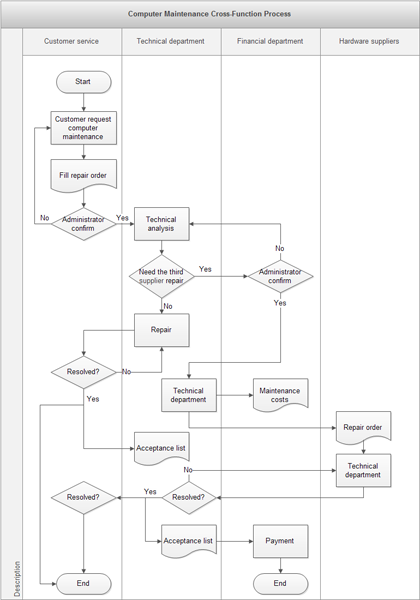 Computer Maintenance Cross-Function Process
Customer service
Technical department
Financial department
Hardware suppliers
Description
Start
Customer request
computer
maintenance
Fill repair order
No
Administrator
confirm
Yes
Technical
analysis
No
Need the third
supplier repair
Yes
Administrator
confirm
No
Yes
Repair
Resolved?
No
Yes
Technical
department
Maintenance
costs
Repair order
Acceptance list
No
Technical
department
Resolved?
Yes
Resolved?
Acceptance list
Payment
End
End